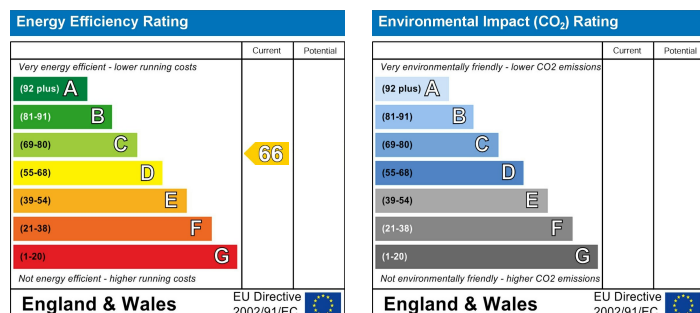 Energy Efficiency Rating
Current Potential
Very energy efficient - lower running costs
(92 plus) A
(81-91) B
(69-80) C
(55-68) D
(39-54) E
(21-38) F
(1-20) G
66
Not energy efficient - higher running costs
England & Wales
EU Directive
2002/91/EC
Environmental Impact (CO₂) Rating
Current Potential
Very environmentally friendly - lower CO2 emissions
(92 plus) A
(81-91) B
(69-80) C
(55-68) D
(39-54) E
(21-38) F
(1-20) G
Not environmentally friendly - higher CO2 emissions
England & Wales
EU Directive
2002/91/EC